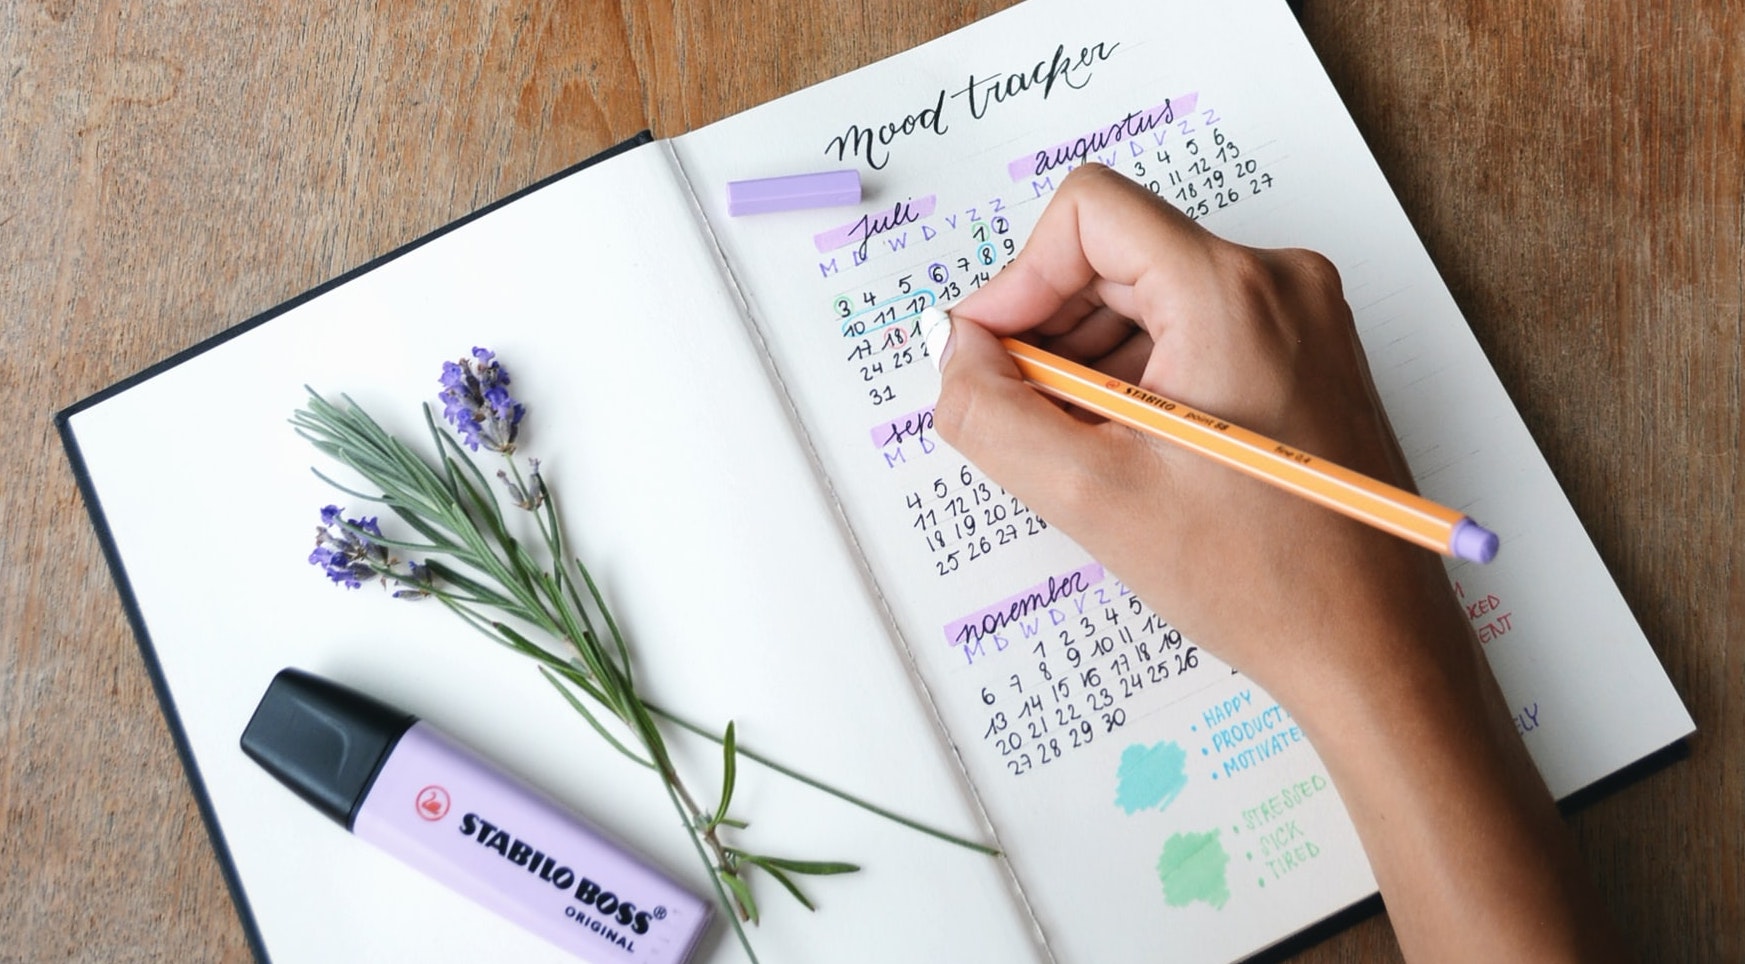 mood tracker
augustus
M W D V Z Z
3 4 5 6
10 11 12 13
18 19 20
25 26 27
juli
M D W D V Z Z
1 2
3 4 5 6 7 8 9
10 11 12 13 14
17 18
24 25
31
sep
M D
4 5 6
11 12 13
18 19 20
25 26 27 28
november
M D W D V Z Z
1 2 3 4 5
6 7 8 9 10 11 12
13 14 15 16 17 18 19
20 21 22 23 24 25 26
27 28 29 30
• HAPPY
• PRODUCTI
• MOTIVATE
• STRESSED
• SICK
• TIRED
KED
ENT
ELY
STABILO point 88 fine 0,4
STABILO BOSS®
ORIGINAL